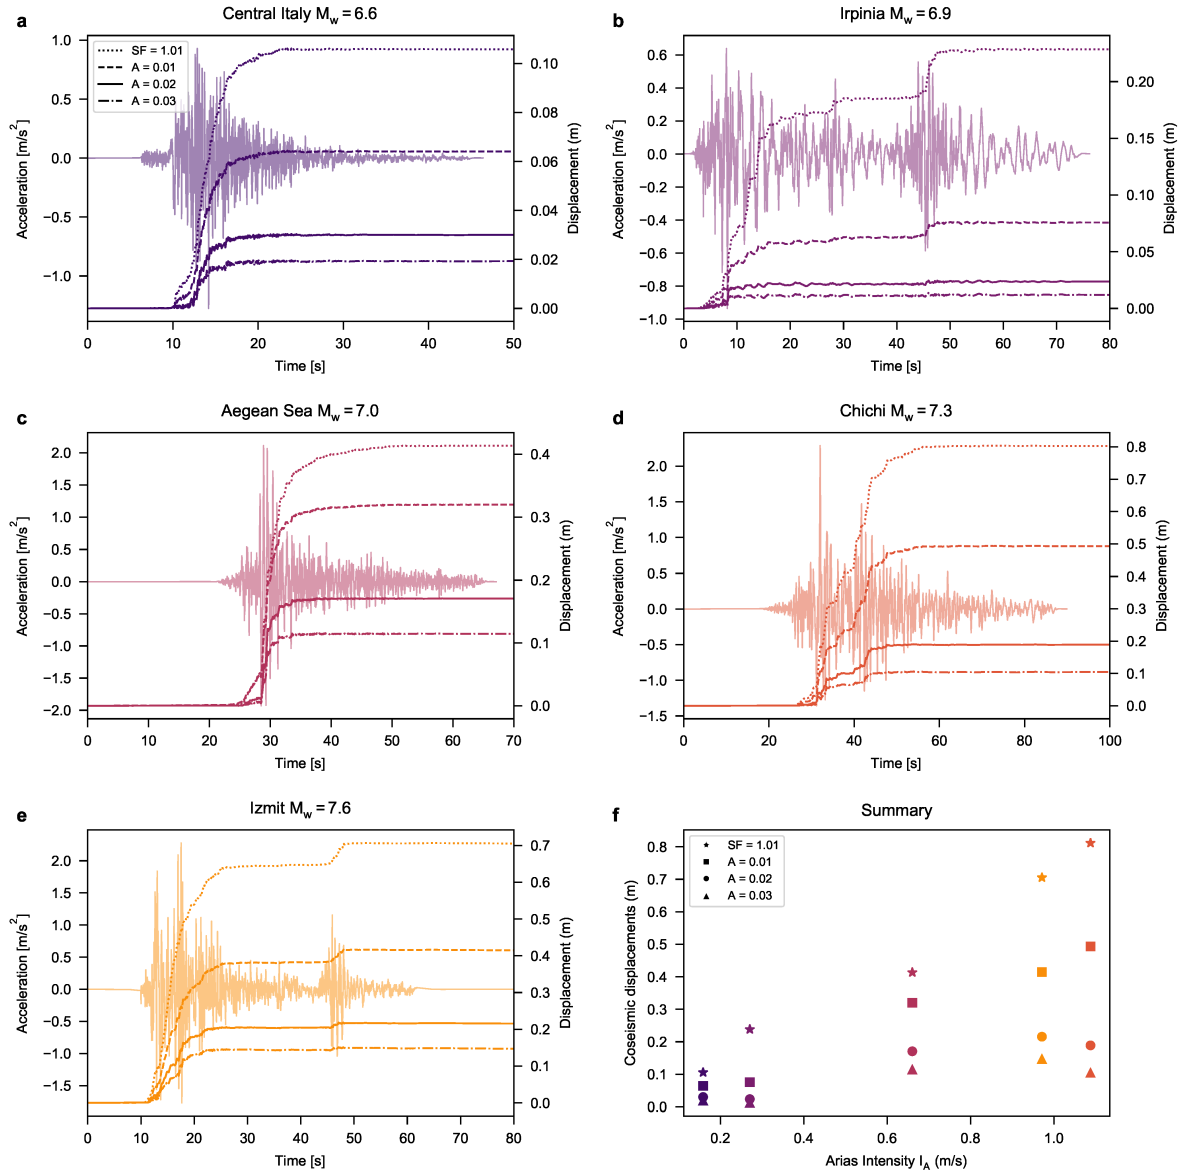 a
Central Italy Mw = 6.6
1.0
0.5
0.0
−0.5
−1.0
Acceleration [m/s²]
SF = 1.01
A = 0.01
A = 0.02
A = 0.03
0.10
0.08
0.06
0.04
0.02
0.00
Displacement (m)
0 10 20 30 40 50
Time [s]
b
Irpinia Mw = 6.9
0.6
0.4
0.2
0.0
−0.2
−0.4
−0.6
−0.8
−1.0
Acceleration [m/s²]
0.20
0.15
0.10
0.05
0.00
Displacement (m)
0 10 20 30 40 50 60 70 80
Time [s]
c
Aegean Sea Mw = 7.0
2.0
1.5
1.0
0.5
0.0
−0.5
−1.0
−1.5
−2.0
Acceleration [m/s²]
0.4
0.3
0.2
0.1
0.0
Displacement (m)
0 10 20 30 40 50 60 70
Time [s]
d
Chichi Mw = 7.3
2.0
1.5
1.0
0.5
0.0
−0.5
−1.0
−1.5
Acceleration [m/s²]
0.8
0.7
0.6
0.5
0.4
0.3
0.2
0.1
0.0
Displacement (m)
0 20 40 60 80 100
Time [s]
e
Izmit Mw = 7.6
2.0
1.5
1.0
0.5
0.0
−0.5
−1.0
−1.5
Acceleration [m/s²]
0.7
0.6
0.5
0.4
0.3
0.2
0.1
0.0
Displacement (m)
0 10 20 30 40 50 60 70 80
Time [s]
f
Summary
0.8
0.7
0.6
0.5
0.4
0.3
0.2
0.1
0.0
Coseismic displacements (m)
SF = 1.01
A = 0.01
A = 0.02
A = 0.03
0.2 0.4 0.6 0.8 1.0
Arias Intensity IA (m/s)